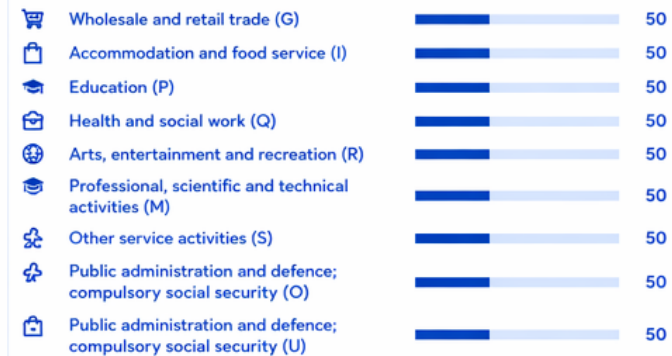 Wholesale and retail trade (G) 50
Accommodation and food service (I) 50
Education (P) 50
Health and social work (Q) 50
Arts, entertainment and recreation (R) 50
Professional, scientific and technical
activities (M) 50
Other service activities (S) 50
Public administration and defence;
compulsory social security (O) 50
Public administration and defence;
compulsory social security (U) 50